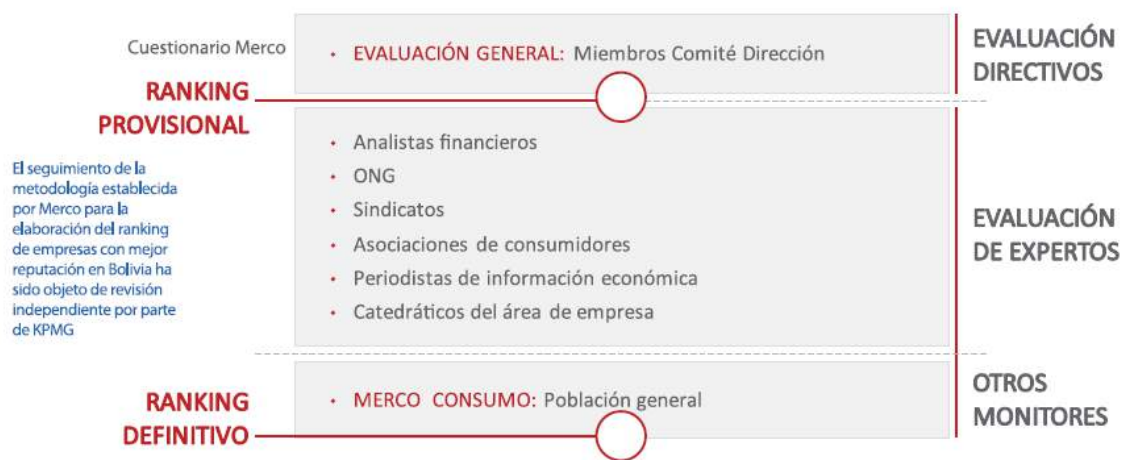 Cuestionario Merco
• EVALUACIÓN GENERAL: Miembros Comité Dirección
EVALUACIÓN
DIRECTIVOS
RANKING
PROVISIONAL
El seguimiento de la
metodología establecida
por Merco para la
elaboración del ranking
de empresas con mejor
reputación en Bolivia ha
sido objeto de revisión
independiente por parte
de KPMG
• Analistas financieros
• ONG
• Sindicatos
• Asociaciones de consumidores
• Periodistas de información económica
• Catedráticos del área de empresa
EVALUACIÓN
DE EXPERTOS
RANKING
DEFINITIVO
• MERCO CONSUMO: Población general
OTROS
MONITORES